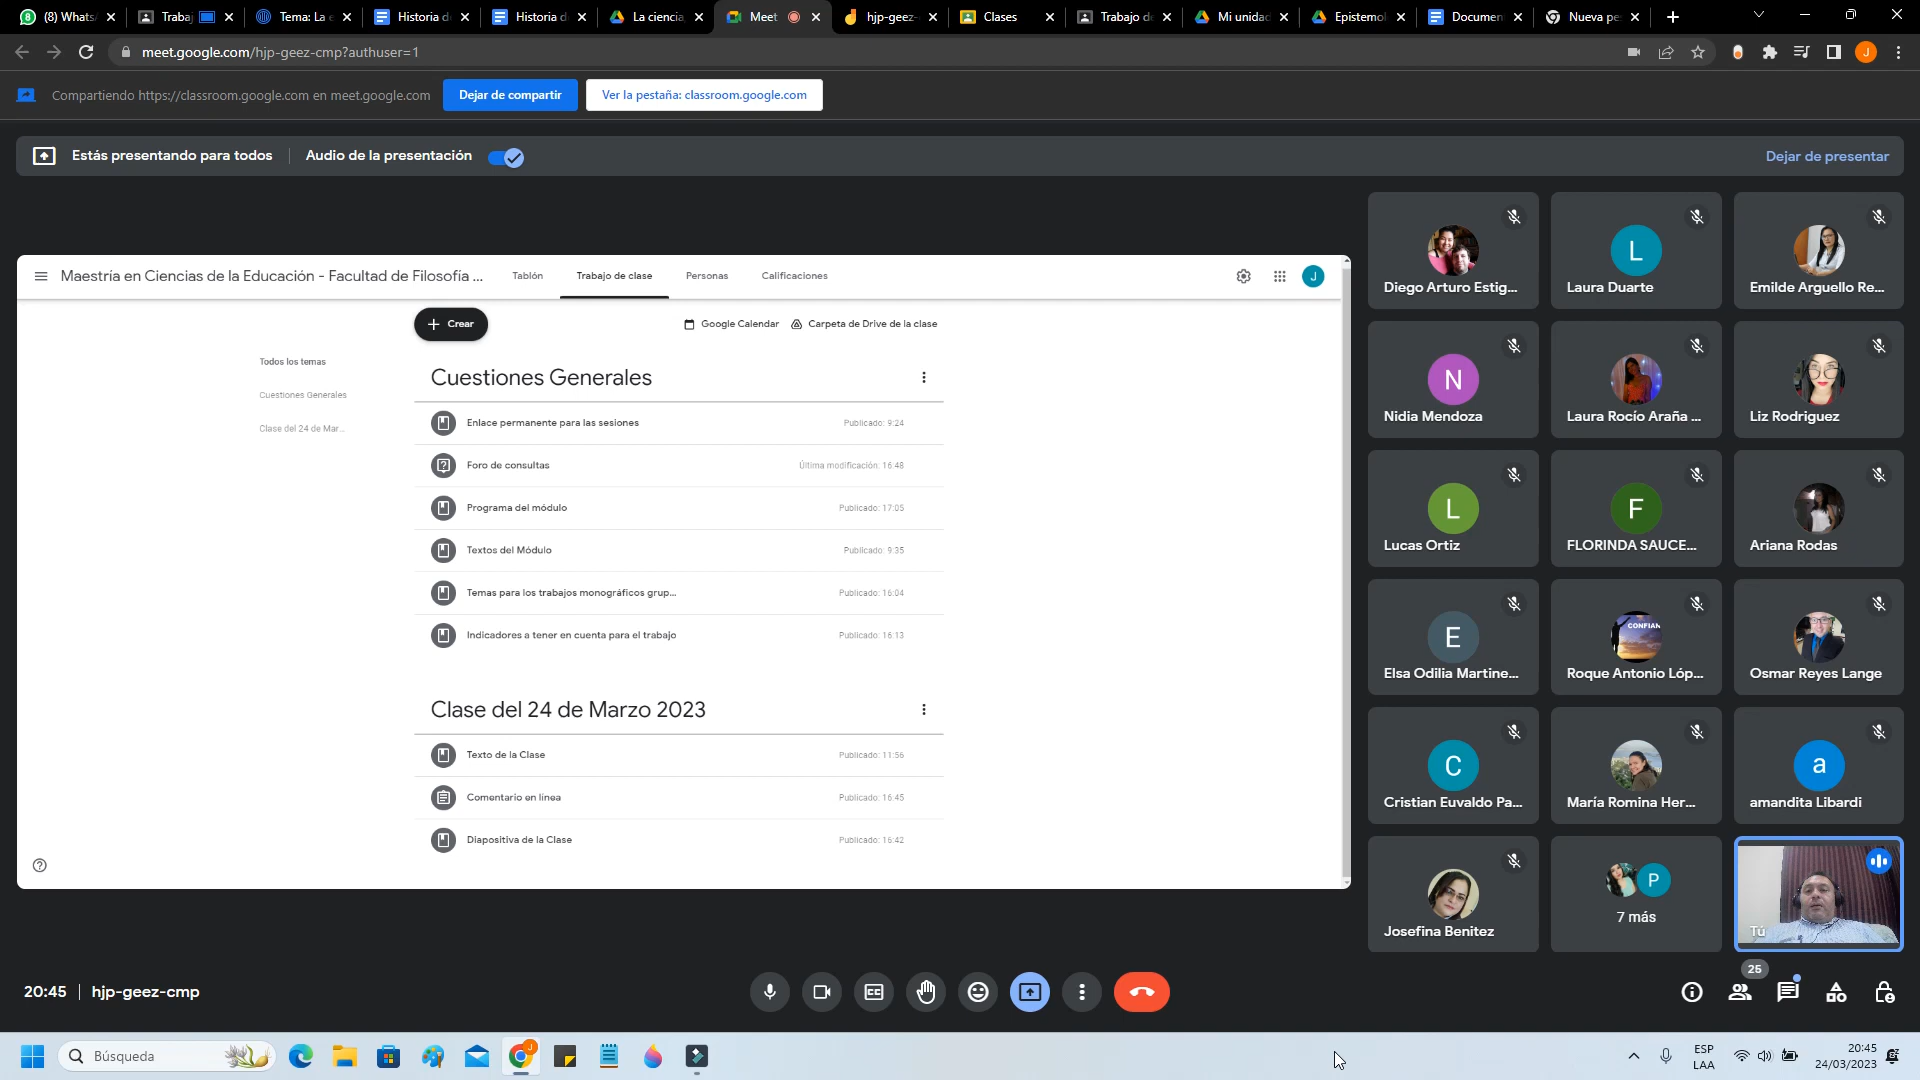 (8) Whats
Trabaj
Tema: La e
Historia d
Historia d
La ciencia
Meet
hjp-geez-
Clases
Trabajo de
Mi unidad
Epistemol
Document
Nueva pe
meet.google.com/hjp-geez-cmp?authuser=1
J
Compartiendo https://classroom.google.com en meet.google.com
Dejar de compartir
Ver la pestaña: classroom.google.com
Estás presentando para todos
Audio de la presentación
Dejar de presentar
Maestría en Ciencias de la Educación - Facultad de Filosofía ...
Tablón
Trabajo de clase
Personas
Calificaciones
J
Crear
Google Calendar
Carpeta de Drive de la clase
Todos los temas
Cuestiones Generales
Clase del 24 de Mar...
Cuestiones Generales
Enlace permanente para las sesiones
Publicado: 9:24
Foro de consultas
Última modificación: 16:48
Programa del módulo
Publicado: 17:05
Textos del Módulo
Publicado: 9:35
Temas para los trabajos monográficos grup...
Publicado: 16:04
Indicadores a tener en cuenta para el trabajo
Publicado: 16:13
Clase del 24 de Marzo 2023
Texto de la Clase
Publicado: 11:56
Comentario en línea
Publicado: 16:45
Diapositiva de la Clase
Publicado: 16:42
Diego Arturo Estig...
L
Laura Duarte
Emilde Arguello Re...
N
Nidia Mendoza
Laura Rocío Araña ...
Liz Rodriguez
L
Lucas Ortiz
F
FLORINDA SAUCE...
Ariana Rodas
E
Elsa Odilia Martine...
CONFIAN
Roque Antonio Lóp...
Osmar Reyes Lange
C
Cristian Euvaldo Pa...
María Romina Her...
a
amandita Libardi
Josefina Benitez
P
7 más
Tú
20:45
hjp-geez-cmp
25
Búsqueda
J
ESP
LAA
20:45
24/03/2023